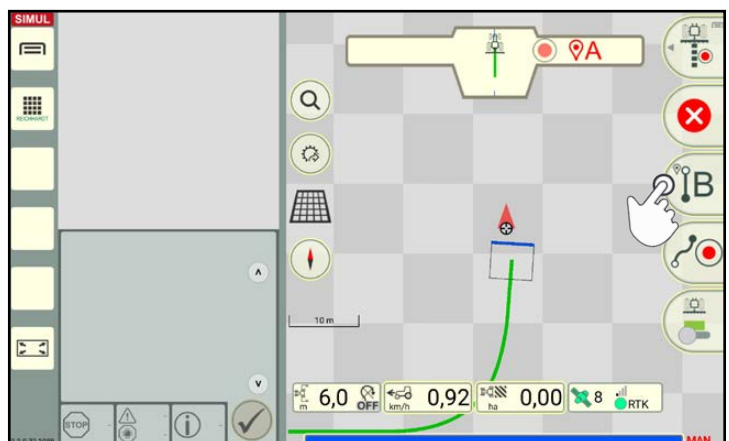 SIMUL
A
REICHHARDT
B
10 m
m 6,0 OFF
km/h 0,92
ha 0,00
8 RTK
STOP
MAN